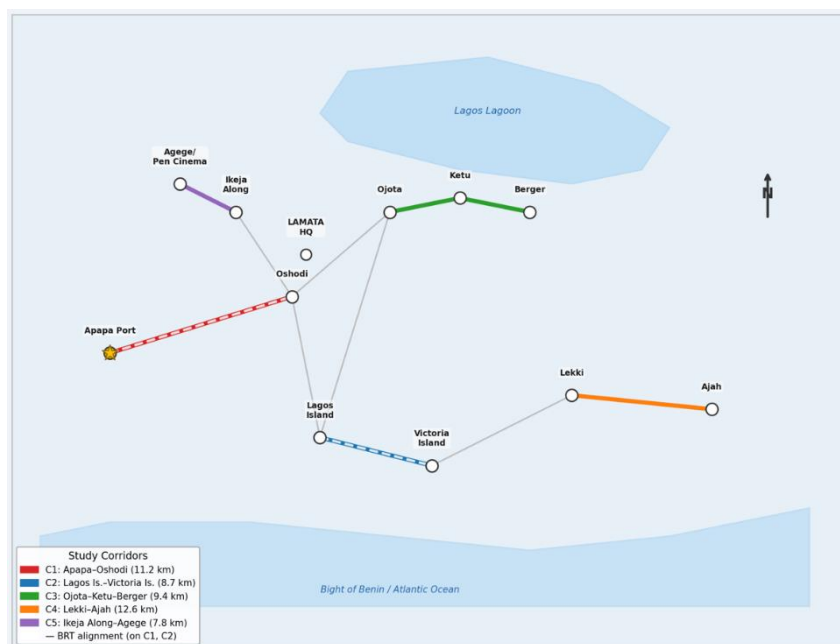 Lagos Lagoon
Agege/
Pen Cinema
Ikeja
Along
Ojota
Ketu
Berger
N
LAMATA
HQ
Oshodi
Apapa Port
Lekki
Ajah
Lagos
Island
Victoria
Island
Study Corridors
C1: Apapa–Oshodi (11.2 km)
C2: Lagos Is.–Victoria Is. (8.7 km)
C3: Ojota–Ketu–Berger (9.4 km)
C4: Lekki–Ajah (12.6 km)
C5: Ikeja Along–Agege (7.8 km)
— BRT alignment (on C1, C2)
Bight of Benin / Atlantic Ocean